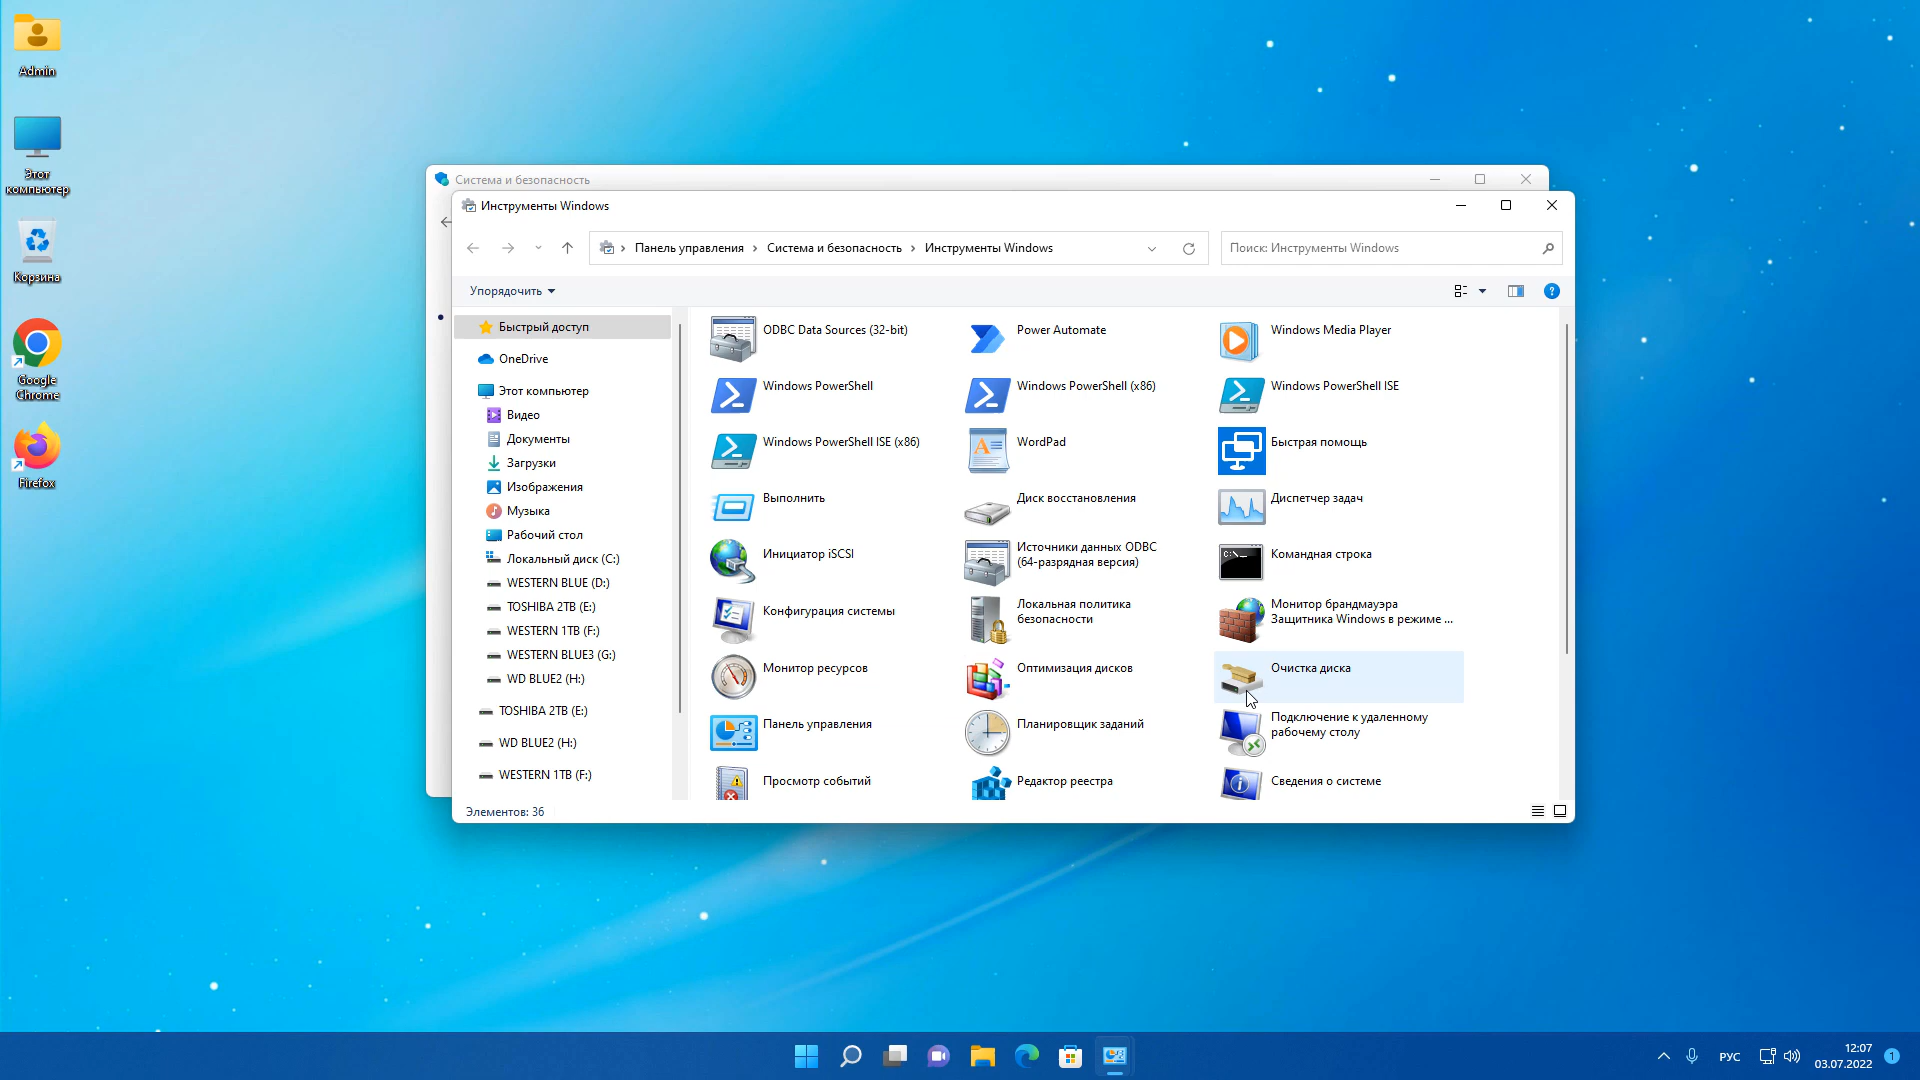 Admin
Этот
компьютер
Корзина
Google
Chrome
Firefox
Система и безопасность
Инструменты Windows
Панель управления
Система и безопасность
Инструменты Windows
Поиск: Инструменты Windows
Упорядочить
Быстрый доступ
OneDrive
Этот компьютер
Видео
Документы
Загрузки
Изображения
Музыка
Рабочий стол
Локальный диск (C:)
WESTERN BLUE (D:)
TOSHIBA 2TB (E:)
WESTERN 1TB (F:)
WESTERN BLUE3 (G:)
WD BLUE2 (H:)
TOSHIBA 2TB (E:)
WD BLUE2 (H:)
WESTERN 1TB (F:)
ODBC Data Sources (32-bit)
Power Automate
Windows Media Player
Windows PowerShell
Windows PowerShell (x86)
Windows PowerShell ISE
Windows PowerShell ISE (x86)
WordPad
Быстрая помощь
Выполнить
Диск восстановления
Диспетчер задач
Инициатор iSCSI
Источники данных ODBC
(64-разрядная версия)
Командная строка
Конфигурация системы
Локальная политика
безопасности
Монитор брандмауэра
Защитника Windows в режиме ...
Монитор ресурсов
Оптимизация дисков
Очистка диска
Панель управления
Планировщик заданий
Подключение к удаленному
рабочему столу
Просмотр событий
Редактор реестра
Сведения о системе
Элементов: 36
РУС
12:07
03.07.2022
1